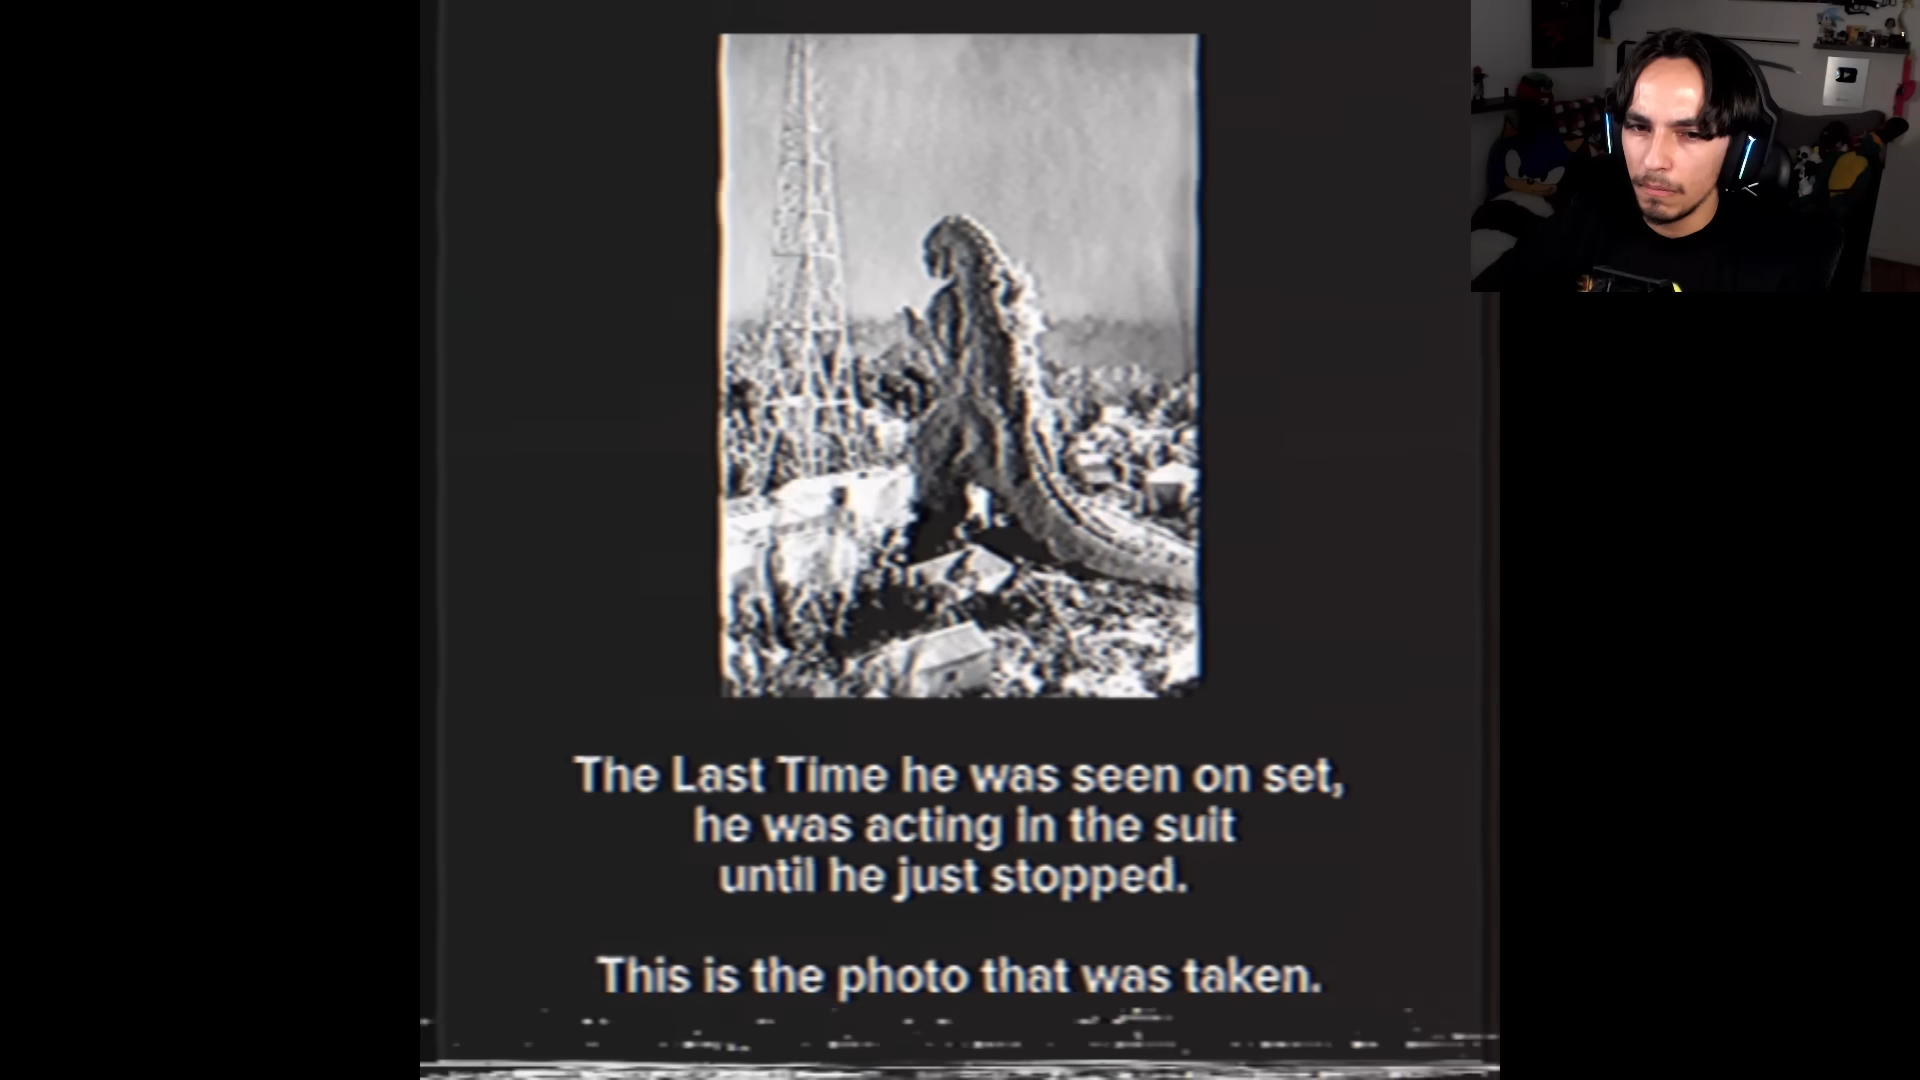 The Last Time he was seen on set,
he was acting in the suit
until he just stopped.
This is the photo that was taken.